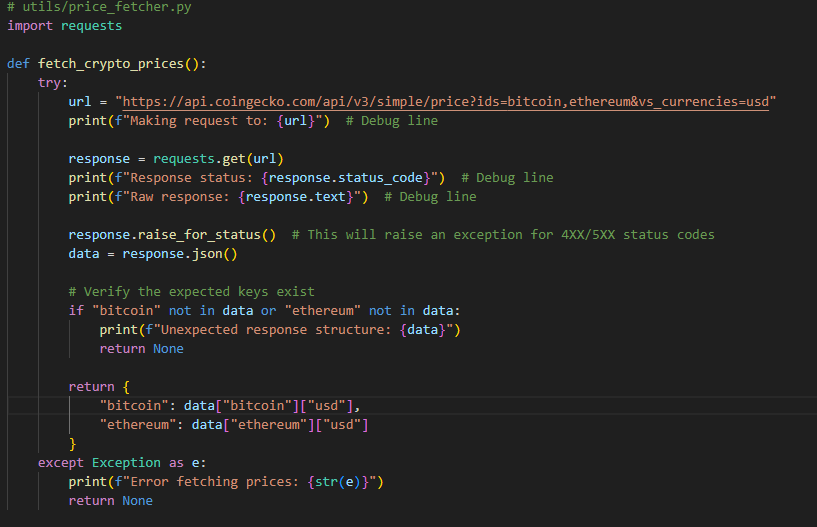 # utils/price_fetcher.py
import requests

def fetch_crypto_prices():
    try:
        url = "https://api.coingecko.com/api/v3/simple/price?ids=bitcoin,ethereum&vs_currencies=usd"
        print(f"Making request to: {url}")  # Debug line

        response = requests.get(url)
        print(f"Response status: {response.status_code}")  # Debug line
        print(f"Raw response: {response.text}")  # Debug line

        response.raise_for_status()  # This will raise an exception for 4XX/5XX status codes
        data = response.json()

        # Verify the expected keys exist
        if "bitcoin" not in data or "ethereum" not in data:
            print(f"Unexpected response structure: {data}")
            return None

        return {
            "bitcoin": data["bitcoin"]["usd"],
            "ethereum": data["ethereum"]["usd"]
        }
    except Exception as e:
        print(f"Error fetching prices: {str(e)}")
        return None